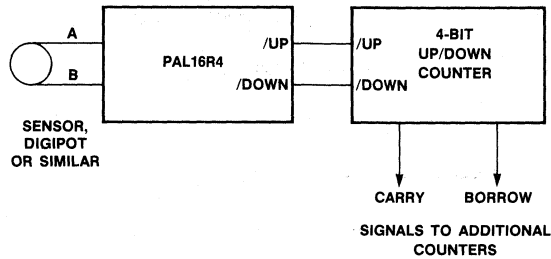 A
B
SENSOR,
DIGIPOT
OR SIMILAR
PAL16R4
/UP
/DOWN
/UP
/DOWN
4-BIT
UP/DOWN
COUNTER
CARRY
BORROW
SIGNALS TO ADDITIONAL
COUNTERS